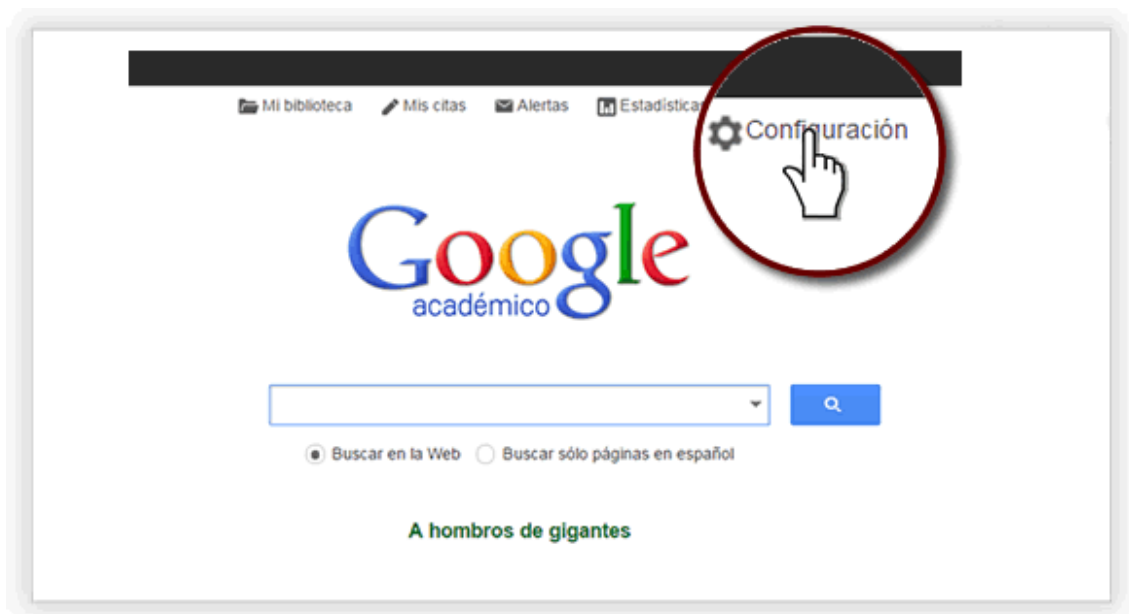 Mi biblioteca Mis citas Alertas Estadísticas Configuración
Google
académico
Buscar en la Web Buscar sólo páginas en español
A hombros de gigantes